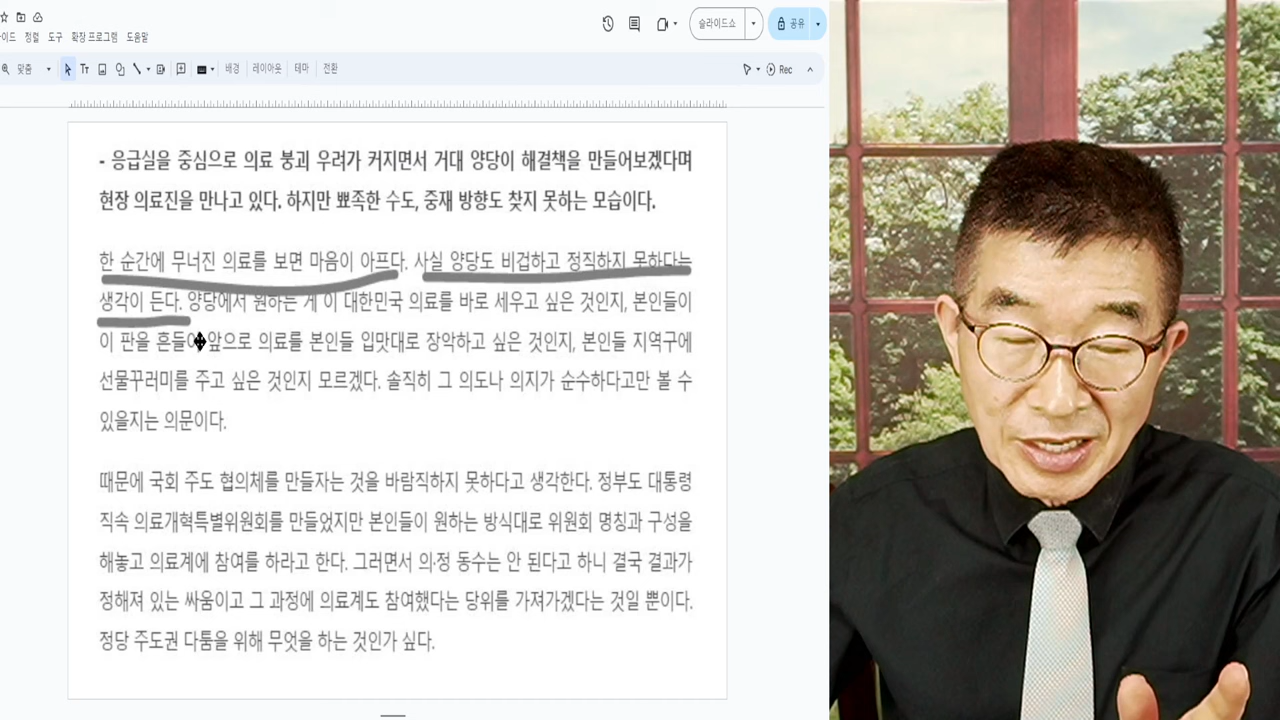 이드 정렬 도구 확장 프로그램 도움말
슬라이드쇼
공유
맞춤
배경 레이아웃 테마 전환
Rec
- 응급실을 중심으로 의료 붕괴 우려가 커지면서 거대 양당이 해결책을 만들어보겠다며
현장 의료진을 만나고 있다. 하지만 뾰족한 수도, 중재 방향도 찾지 못하는 모습이다.
한 순간에 무너진 의료를 보면 마음이 아프다. 사실 양당도 비겁하고 정직하지 못하다는
생각이 든다. 양당에서 원하는 게 이 대한민국 의료를 바로 세우고 싶은 것인지, 본인들이
이 판을 앞으로 의료를 본인들 입맛대로 장악하고 싶은 것인지, 본인들 지역구에
선물꾸러미를 주고 싶은 것인지 모르겠다. 솔직히 그 의도나 의지가 순수하다고만 볼 수
있을지는 의문이다.
때문에 국회 주도 협의체를 만들자는 것을 바람직하지 못하다고 생각한다. 정부도 대통령
직속 의료개혁특별위원회를 만들었지만 본인들이 원하는 방식대로 위원회 명칭과 구성을
해놓고 의료계에 참여를 하라고 한다. 그러면서 의·정 동수는 안 된다고 하니 결국 결과가
정해져 있는 싸움이고 그 과정에 의료계도 참여했다는 당위를 가져가겠다는 것일 뿐이다.
정당 주도권 다툼을 위해 무엇을 하는 것인가 싶다.